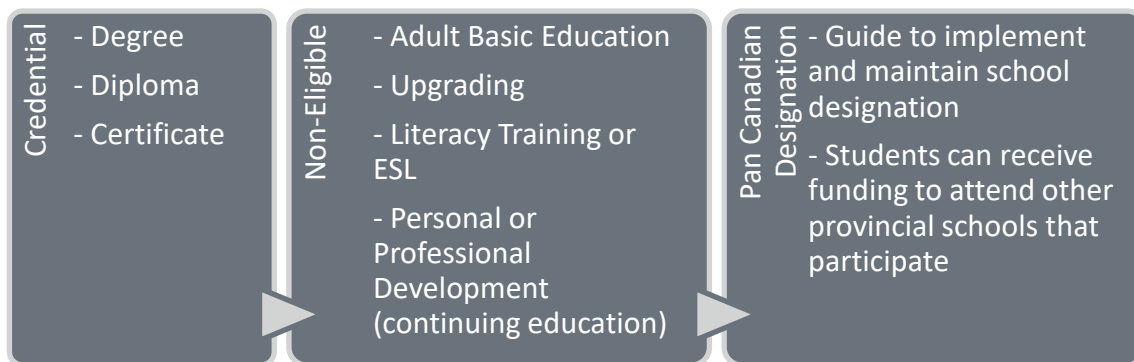 Credential
- Degree
- Diploma
- Certificate
Non-Eligible
- Adult Basic Education
- Upgrading
- Literacy Training or
ESL
- Personal or
Professional
Development
(continuing education)
Pan Canadian
Designation
- Guide to implement
and maintain school
designation
- Students can receive
funding to attend other
provincial schools that
participate